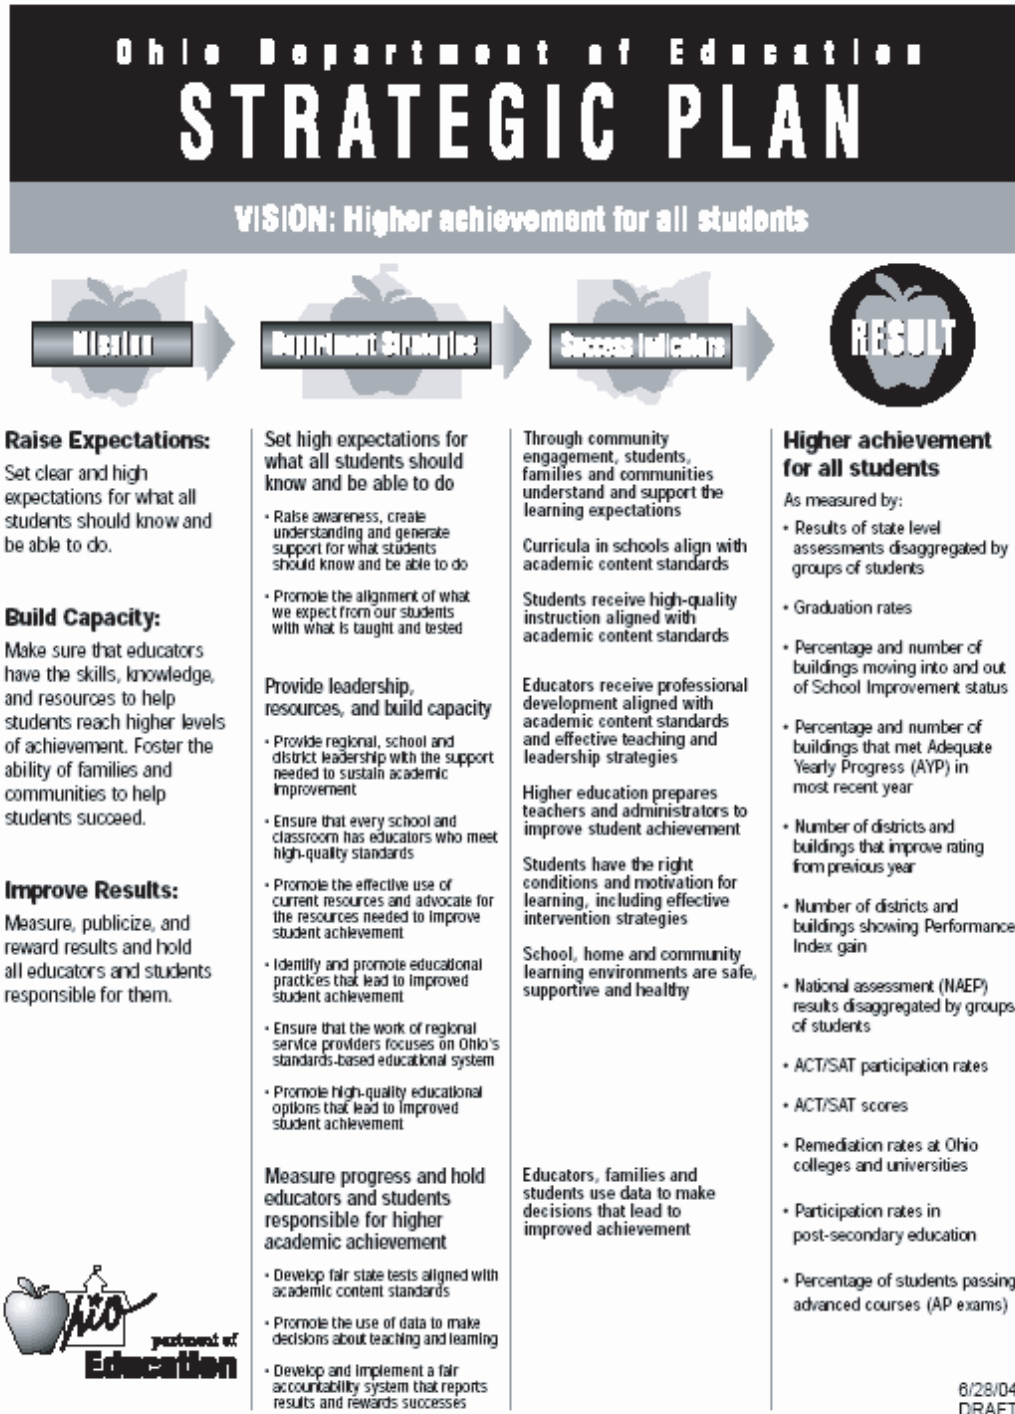 Ohio Department of Education
STRATEGIC PLAN
VISION: Higher achievement for all students
Mission
Department Strategies
Success Indicators
RESULT
Raise Expectations:
Set clear and high
expectations for what all
students should know and
be able to do.
Build Capacity:
Make sure that educators
have the skills, knowledge,
and resources to help
students reach higher levels
of achievement. Foster the
ability of families and
communities to help
students succeed.
Improve Results:
Measure, publicize, and
reward results and hold
all educators and students
responsible for them.
Set high expectations for
what all students should
know and be able to do
• Raise awareness, create
understanding and generate
support for what students
should know and be able to do
• Promote the alignment of what
we expect from our students
with what is taught and tested
Provide leadership,
resources, and build capacity
• Provide regional, school and
district leadership with the support
needed to sustain academic
improvement
• Ensure that every school and
classroom has educators who meet
high-quality standards
• Promote the effective use of
current resources and advocate for
the resources needed to improve
student achievement
• Identify and promote educational
practices that lead to improved
student achievement
• Ensure that the work of regional
service providers focuses on Ohio's
standards-based educational system
• Promote high-quality educational
options that lead to improved
student achievement
Measure progress and hold
educators and students
responsible for higher
academic achievement
• Develop fair state tests aligned with
academic content standards
• Promote the use of data to make
decisions about teaching and learning
• Develop and implement a fair
accountability system that reports
results and rewards successes
Through community
engagement, students,
families and communities
understand and support the
learning expectations
Curricula in schools align with
academic content standards
Students receive high-quality
instruction aligned with
academic content standards
Educators receive professional
development aligned with
academic content standards
and effective teaching and
leadership strategies
Higher education prepares
teachers and administrators to
improve student achievement
Students have the right
conditions and motivation for
learning, including effective
intervention strategies
School, home and community
learning environments are safe,
supportive and healthy
Educators, families and
students use data to make
decisions that lead to
improved achievement
Higher achievement
for all students
As measured by:
• Results of state level
assessments disaggregated by
groups of students
• Graduation rates
• Percentage and number of
buildings moving into and out
of School Improvement status
• Percentage and number of
buildings that met Adequate
Yearly Progress (AYP) in
most recent year
• Number of districts and
buildings that improve rating
from previous year
• Number of districts and
buildings showing Performance
Index gain
• National assessment (NAEP)
results disaggregated by groups
of students
• ACT/SAT participation rates
• ACT/SAT scores
• Remediation rates at Ohio
colleges and universities
• Participation rates in
post-secondary education
• Percentage of students passing
advanced courses (AP exams)
hio
partment of
Education
6/28/04
DRAFT